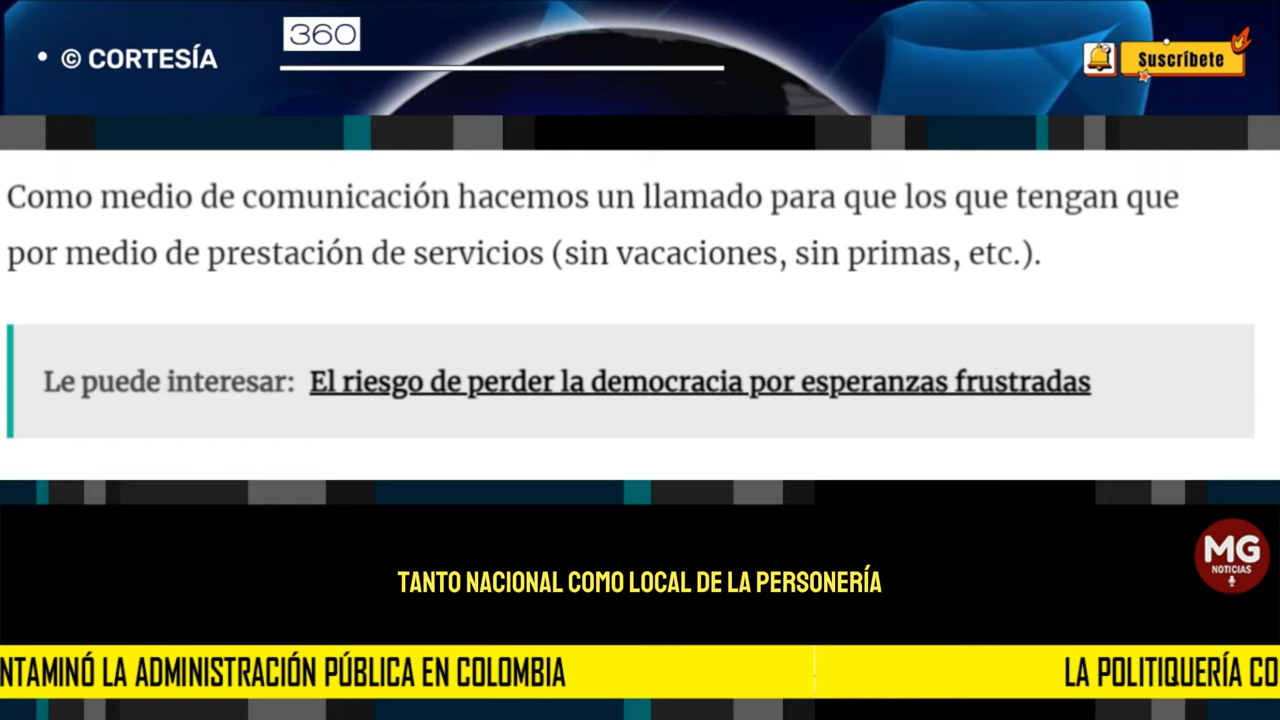 • © CORTESÍA
360
Suscríbete
Como medio de comunicación hacemos un llamado para que los que tengan que
por medio de prestación de servicios (sin vacaciones, sin primas, etc.).
Le puede interesar: El riesgo de perder la democracia por esperanzas frustradas
MG
NOTICIAS
TANTO NACIONAL COMO LOCAL DE LA PERSONERÍA
NTAMINÓ LA ADMINISTRACIÓN PÚBLICA EN COLOMBIA
LA POLITIQUERÍA CO